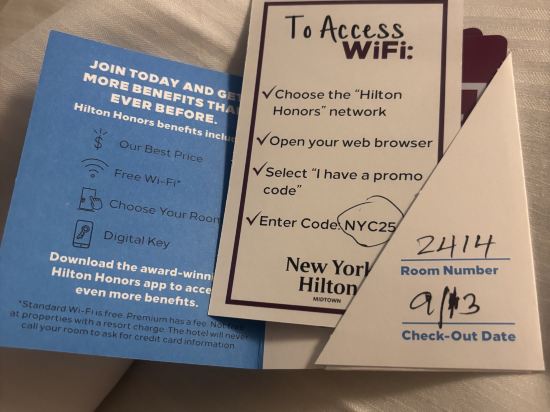 JOIN TODAY AND GET
MORE BENEFITS THAN
EVER BEFORE.
Hilton Honors benefits
Our Best Price
Free Wi-Fi*
Choose Your Room
Digital Key
Download the
Hilton Honors app to
even more benefits.
*Standard Wi-Fi is free. Premium has a fee. Not free
at properties with a resort charge. The hotel will never
call your room to ask for credit card information.
To Access
WiFi:
✓Choose the “Hilton
Honors” network
✓Open your web browser
✓Select “I have a promo
code”
✓Enter Code: NYC25
New York
Hilton
MIDTOWN
2414
Room Number
9/13
Check-Out Date